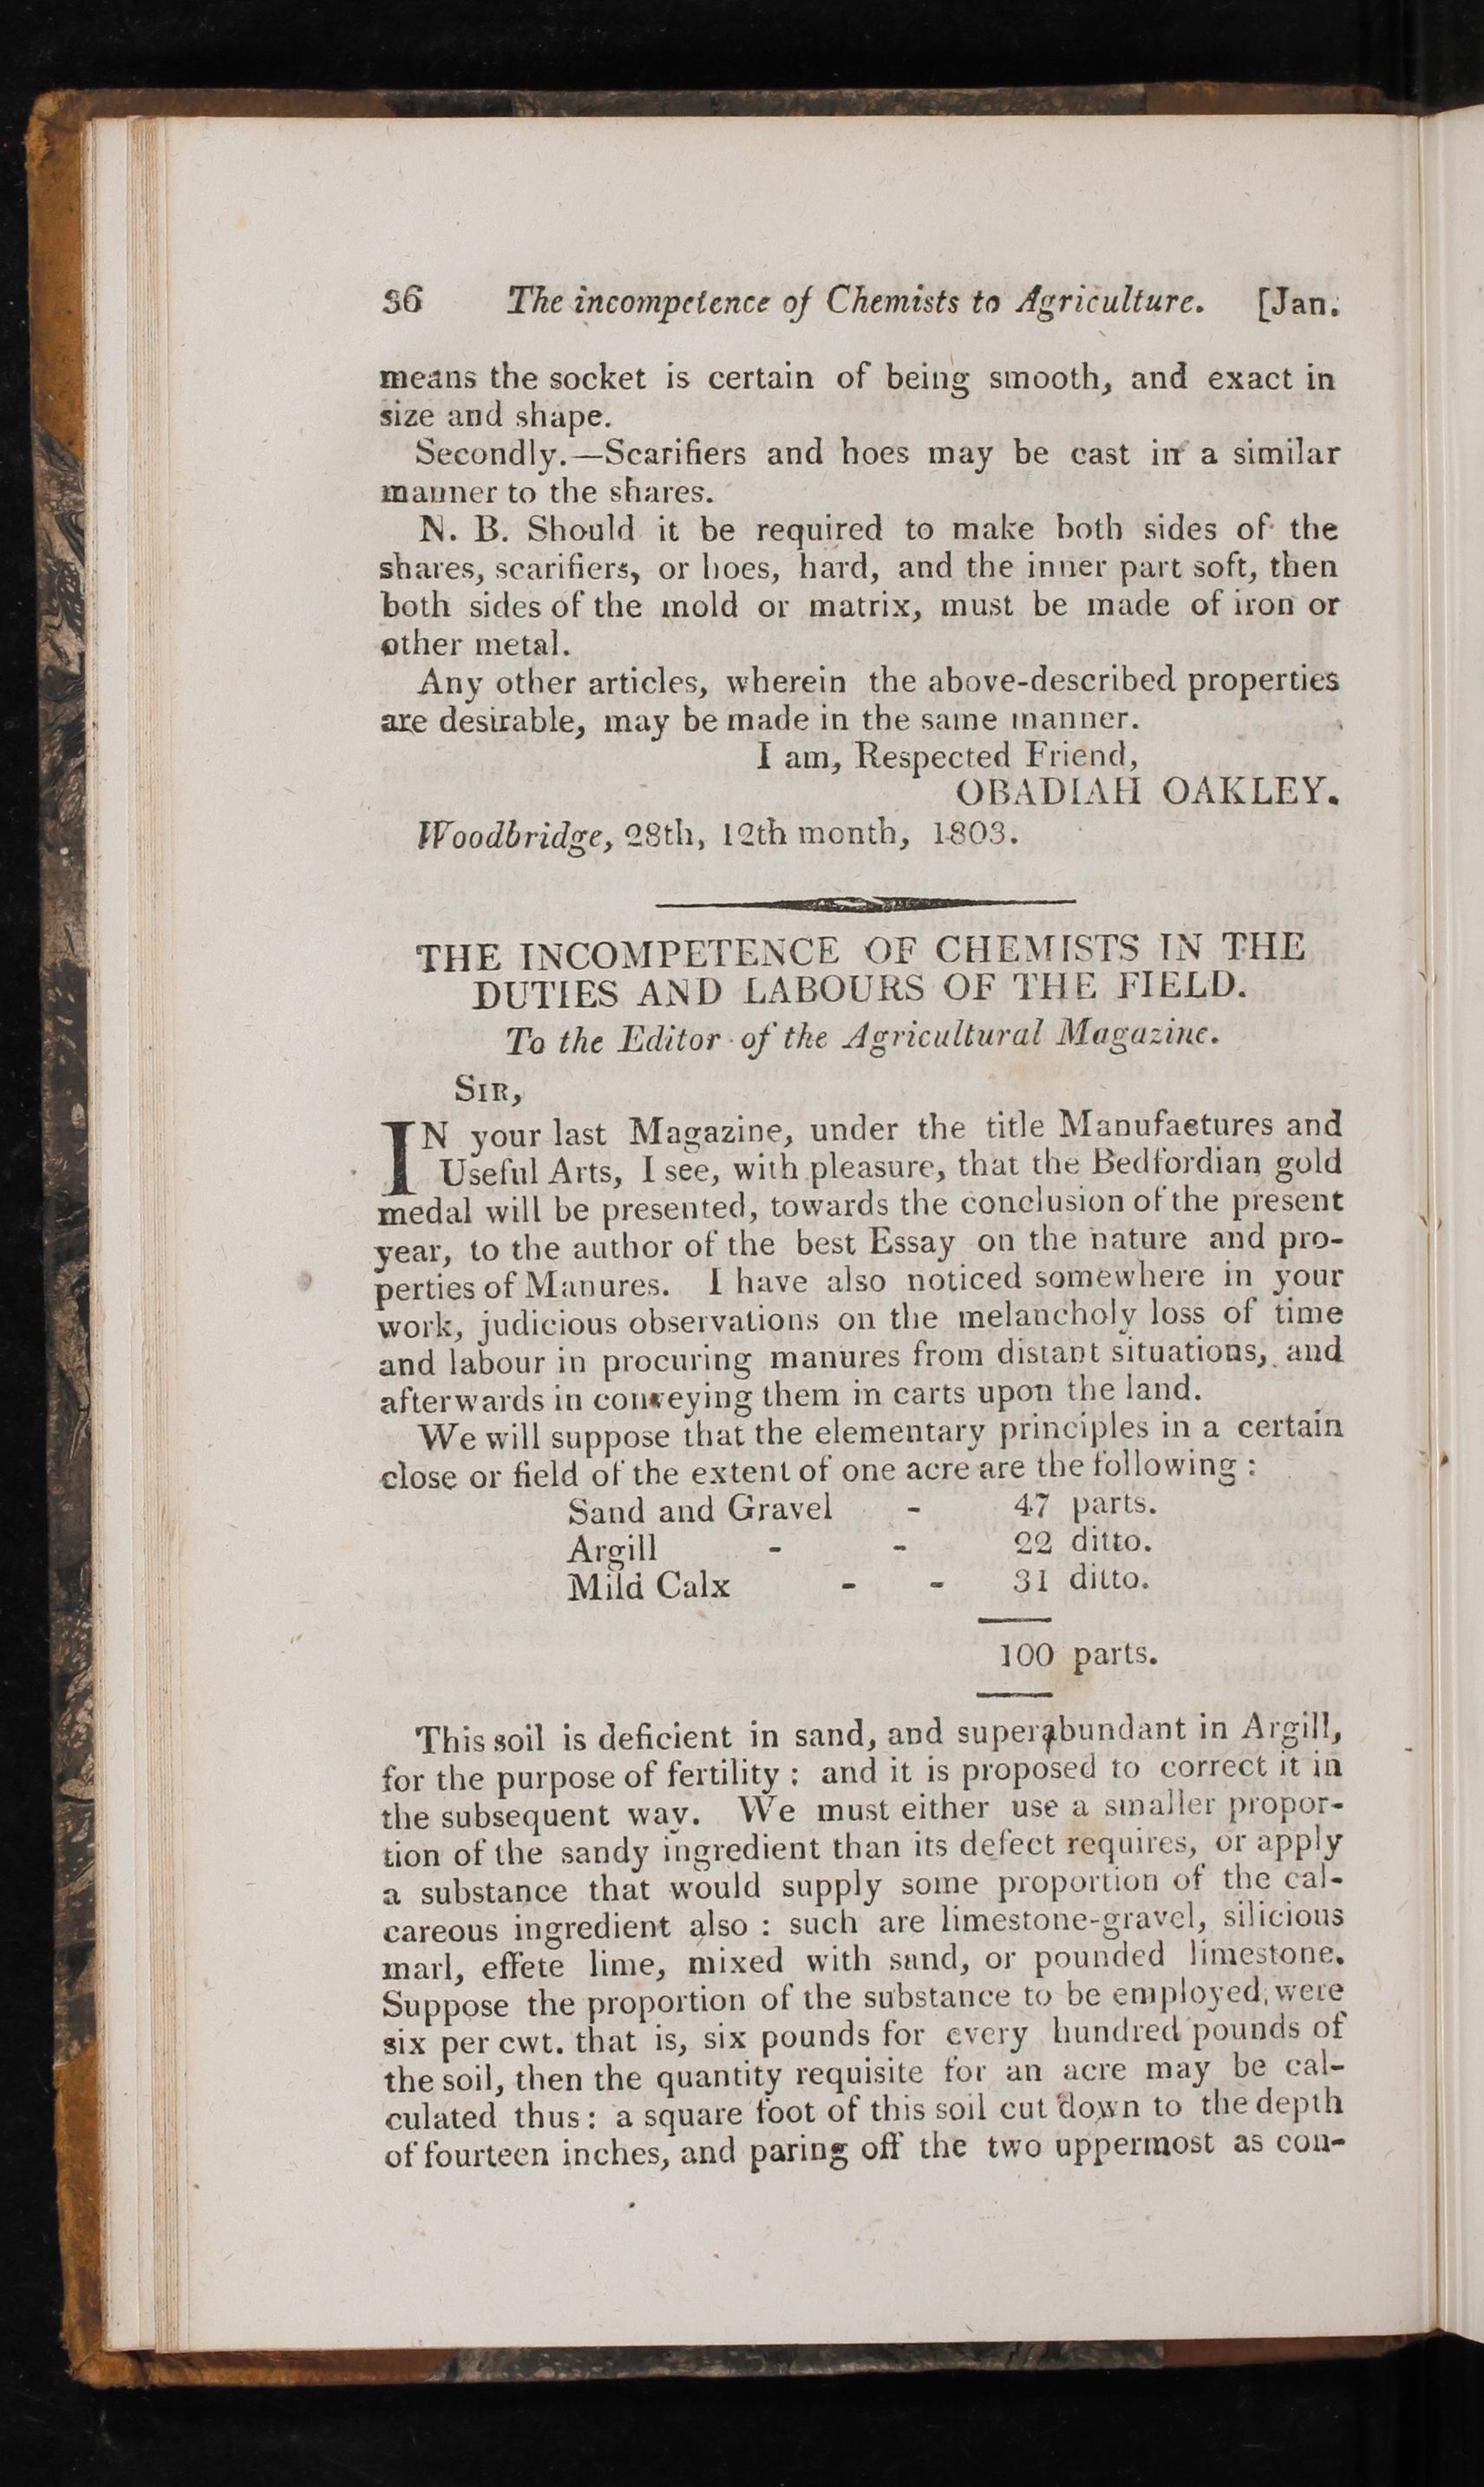 36 The incompetence of Chemists to Agriculture. [Jan.
means the socket is certain of being smooth, and exact in
size and shape.
Secondly.—Scarifiers and hoes may be cast in a similar
manner to the shares.
N. B. Should it be required to make both sides of the
shares, scarifiers, or hoes, hard, and the inner part soft, then
both sides of the mold or matrix, must be made of iron or
other metal.
Any other articles, wherein the above-described properties
are desirable, may be made in the same manner.
I am, Respected Friend,
OBADIAH OAKLEY.
Woodbridge, 28th, 12th month, 1803.
THE INCOMPETENCE OF CHEMISTS IN THE
DUTIES AND LABOURS OF THE FIELD.
To the Editor of the Agricultural Magazine.
SIR,
IN your last Magazine, under the title Manufactures and
Useful Arts, I see, with pleasure, that the Bedfordian gold
medal will be presented, towards the conclusion of the present
year, to the author of the best Essay on the nature and pro-
perties of Manures. I have also noticed somewhere in your
work, judicious observations on the melancholy loss of time
and labour in procuring manures from distant situations, and
afterwards in conveying them in carts upon the land.
We will suppose that the elementary principles in a certain
close or field of the extent of one acre are the following :
Sand and Gravel - 47 parts.
Argill - - 22 ditto.
Mild Calx - - 31 ditto.
100 parts.
This soil is deficient in sand, and superabundant in Argill,
for the purpose of fertility ; and it is proposed to correct it in
the subsequent way. We must either use a smaller propor-
tion of the sandy ingredient than its defect requires, or apply
a substance that would supply some proportion of the cal-
careous ingredient also : such are limestone-gravel, silicious
marl, effete lime, mixed with sand, or pounded limestone.
Suppose the proportion of the substance to be employed, were
six per cwt. that is, six pounds for every hundred pounds of
the soil, then the quantity requisite for an acre may be cal-
culated thus : a square foot of this soil cut down to the depth
of fourteen inches, and paring off the two uppermost as con-